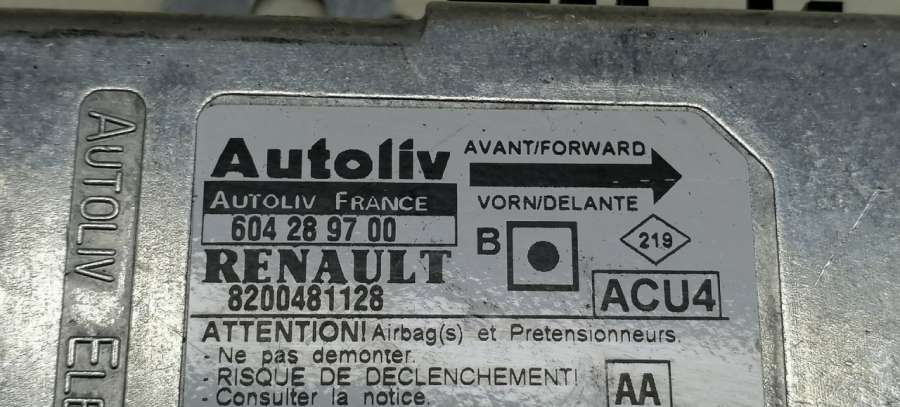 AUTOLIV ELE
Autoliv
AUTOLIV FRANCE
604 28 97 00
RENAULT
8200481128
AVANT/FORWARD
VORN/DELANTE
B
219
ACU4
ATTENTION! Airbag(s) et Pretensionneurs.
- Ne pas demonter.
- RISQUE DE DECLENCHEMENT!
- Consulter la notice.
AA